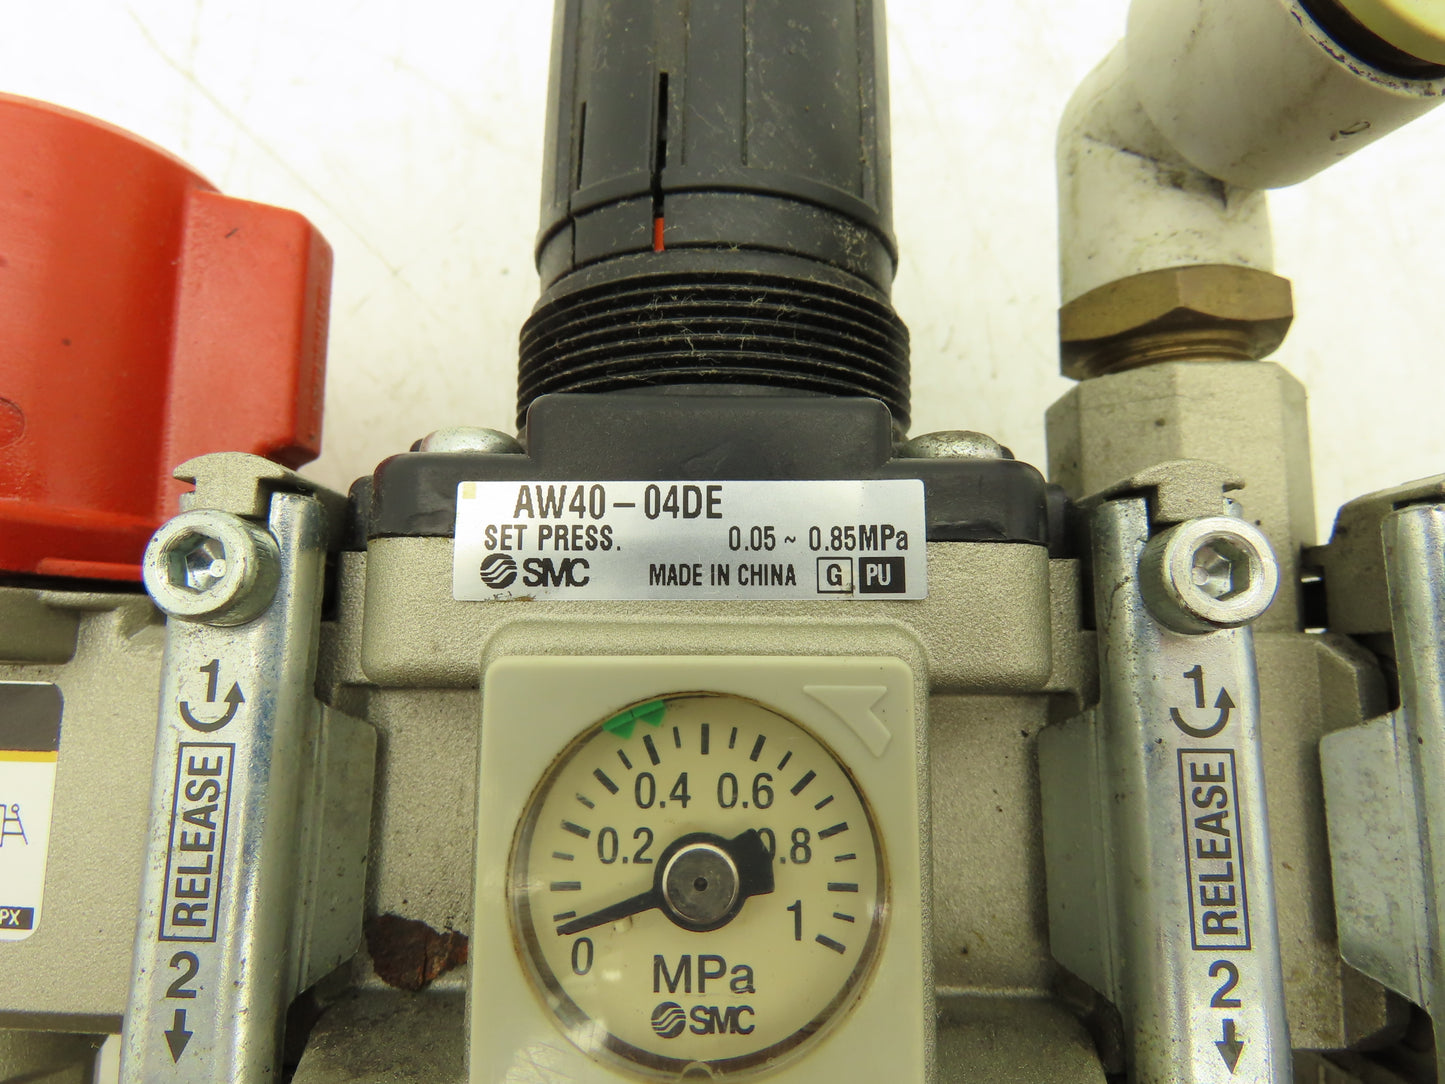 AW40-04DE
SET PRESS. 0.05 ~ 0.85MPa
SMC MADE IN CHINA G PU
1
RELEASE
2
1
RELEASE
2
PX
0.4 0.6
0.2 0.8
0 1
MPa
SMC